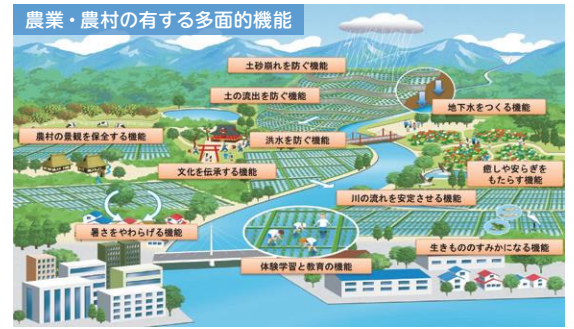 農業・農村の有する多面的機能
土砂崩れを防ぐ機能
土の流出を防ぐ機能
地下水をつくる機能
農村の景観を保全する機能
洪水を防ぐ機能
文化を伝承する機能
癒しや安らぎを
もたらす機能
川の流れを安定させる機能
暑さをやわらげる機能
生きもののすみかになる機能
体験学習と教育の機能